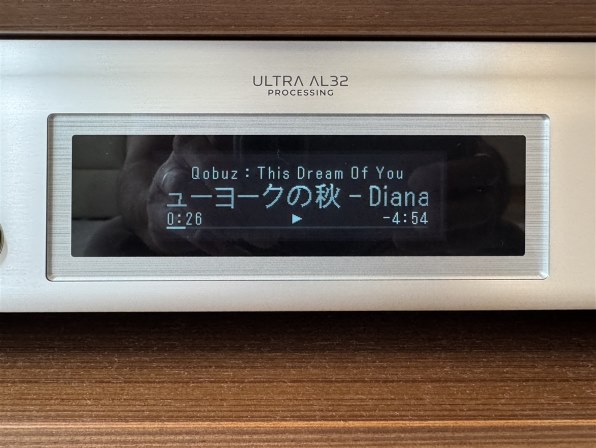 ULTRA AL32
PROCESSING
Qobuz : This Dream Of You
ューヨークの秋 - Diana
0:26 ▶ -4:54